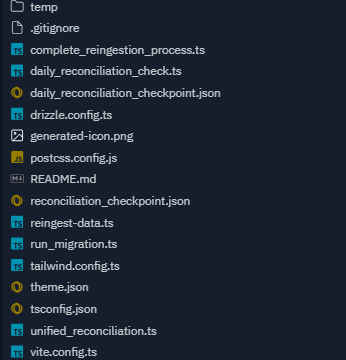 temp
.gitignore
TS complete_reingestion_process.ts
TS daily_reconciliation_check.ts
daily_reconciliation_checkpoint.json
TS drizzle.config.ts
generated-icon.png
JS postcss.config.js
README.md
reconciliation_checkpoint.json
TS reingest-data.ts
TS run_migration.ts
TS tailwind.config.ts
theme.json
tsconfig.json
TS unified_reconciliation.ts
TS vite.config.ts